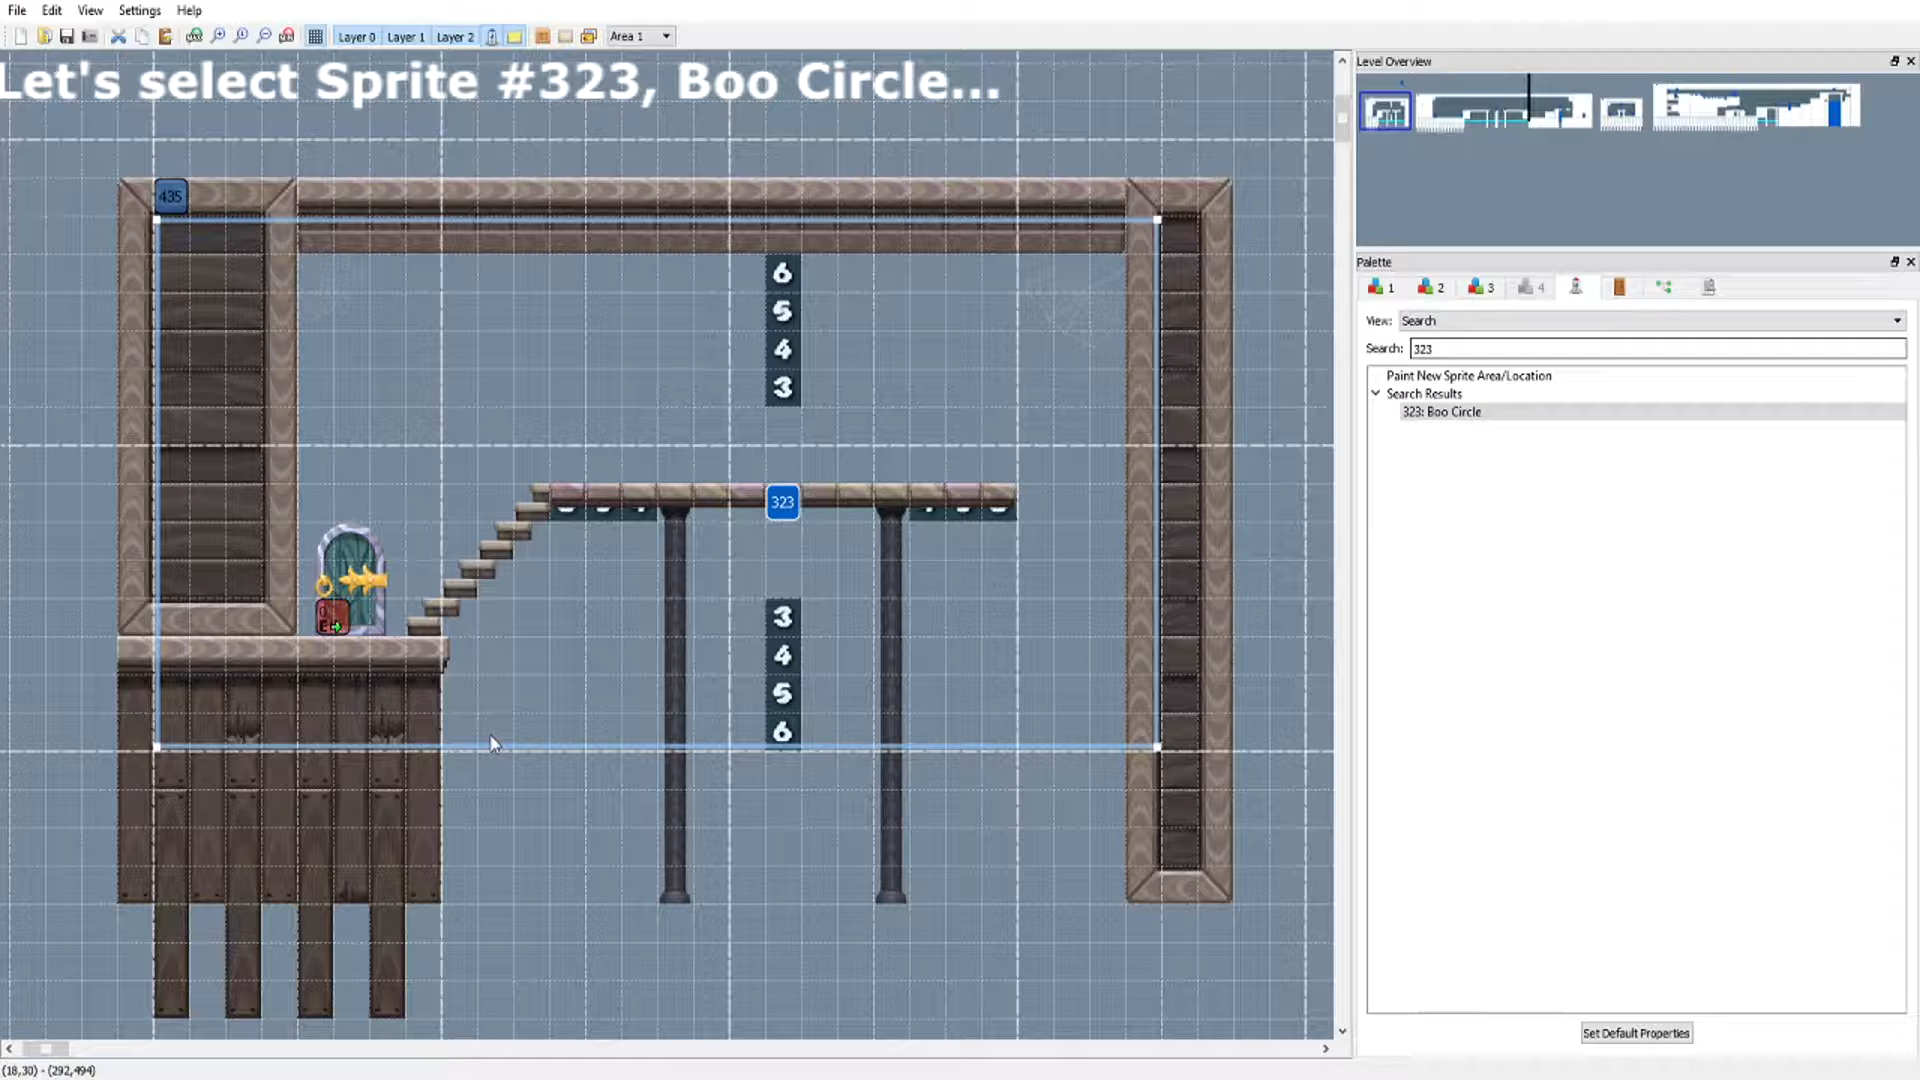 File Edit View Settings Help
Layer 0 Layer 1 Layer 2 Area 1
Let's select Sprite #323, Boo Circle...
Level Overview
435
6
5
4
3
323
3
4
5
6
Palette
1 2 3 4
View: Search
Search: 323
Paint New Sprite Area/Location
Search Results
323: Boo Circle
Set Default Properties
(18,30) - (292,494)